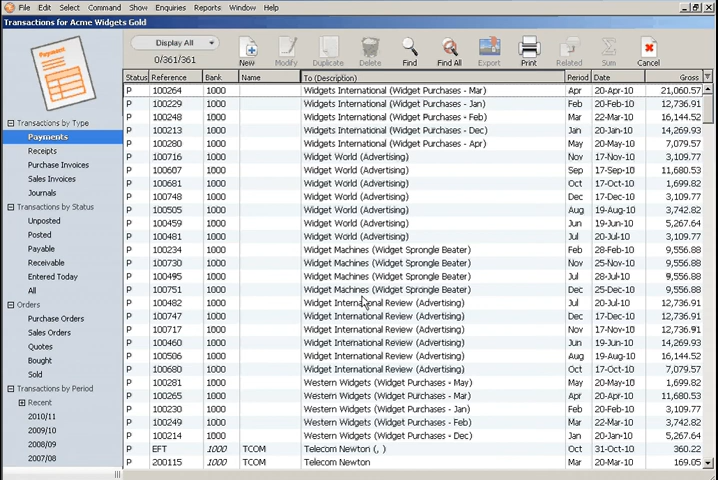 File Edit Select Command Show Enquiries Reports Window Help
Transactions for Acme Widgets Gold
Payment
Display All
0/361/361
New Modify Duplicate Delete Find Find All Export Print Related Sum Cancel
Transactions by Type
Payments
Receipts
Purchase Invoices
Sales Invoices
Journals
Transactions by Status
Unposted
Posted
Payable
Receivable
Entered Today
All
Orders
Purchase Orders
Sales Orders
Quotes
Bought
Sold
Transactions by Period
Recent
2010/11
2009/10
2008/09
2007/08
Status Reference Bank Name To (Description) Period Date Gross
P 100264 1000 Widgets International (Widget Purchases - Mar) Apr 20-Apr-10 21,060.57
P 100229 1000 Widgets International (Widget Purchases - Jan) Feb 20-Feb-10 12,736.91
P 100248 1000 Widgets International (Widget Purchases - Feb) Mar 22-Mar-10 16,144.52
P 100213 1000 Widgets International (Widget Purchases - Dec) Jan 20-Jan-10 14,269.93
P 100280 1000 Widgets International (Widget Purchases - Apr) May 20-May-10 7,079.57
P 100716 1000 Widget World (Advertising) Nov 17-Nov-10 3,109.77
P 100607 1000 Widget World (Advertising) Sep 17-Sep-10 11,680.53
P 100681 1000 Widget World (Advertising) Oct 17-Oct-10 1,699.82
P 100748 1000 Widget World (Advertising) Dec 17-Dec-10 3,109.77
P 100505 1000 Widget World (Advertising) Aug 19-Aug-10 3,742.82
P 100459 1000 Widget World (Advertising) Jun 19-Jun-10 5,267.64
P 100481 1000 Widget World (Advertising) Jul 20-Jul-10 3,109.77
P 100234 1000 Widget Machines (Widget Sprongle Beater) Feb 28-Feb-10 9,556.88
P 100730 1000 Widget Machines (Widget Sprongle Beater) Nov 25-Nov-10 9,556.88
P 100495 1000 Widget Machines (Widget Sprongle Beater) Jul 28-Jul-10 9,556.88
P 100751 1000 Widget Machines (Widget Sprongle Beater) Dec 25-Dec-10 9,556.88
P 100482 1000 Widget International Review (Advertising) Jul 20-Jul-10 12,736.91
P 100747 1000 Widget International Review (Advertising) Dec 17-Dec-10 12,736.91
P 100717 1000 Widget International Review (Advertising) Nov 17-Nov-10 12,736.91
P 100460 1000 Widget International Review (Advertising) Jun 19-Jun-10 14,269.93
P 100506 1000 Widget International Review (Advertising) Aug 19-Aug-10 16,144.52
P 100680 1000 Widget International Review (Advertising) Oct 17-Oct-10 7,079.57
P 100281 1000 Western Widgets (Widget Purchases - May) May 20-May-10 1,699.82
P 100265 1000 Western Widgets (Widget Purchases - Mar) Apr 20-Apr-10 11,680.53
P 100230 1000 Western Widgets (Widget Purchases - Jan) Feb 20-Feb-10 3,109.77
P 100249 1000 Western Widgets (Widget Purchases - Feb) Mar 22-Mar-10 3,742.82
P 100214 1000 Western Widgets (Widget Purchases - Dec) Jan 20-Jan-10 5,267.64
P EFT 1000 TCOM Telecom Newton (, ) Oct 31-Oct-10 360.22
P 200115 1000 TCOM Telecom Newton Mar 20-Mar-10 169.05